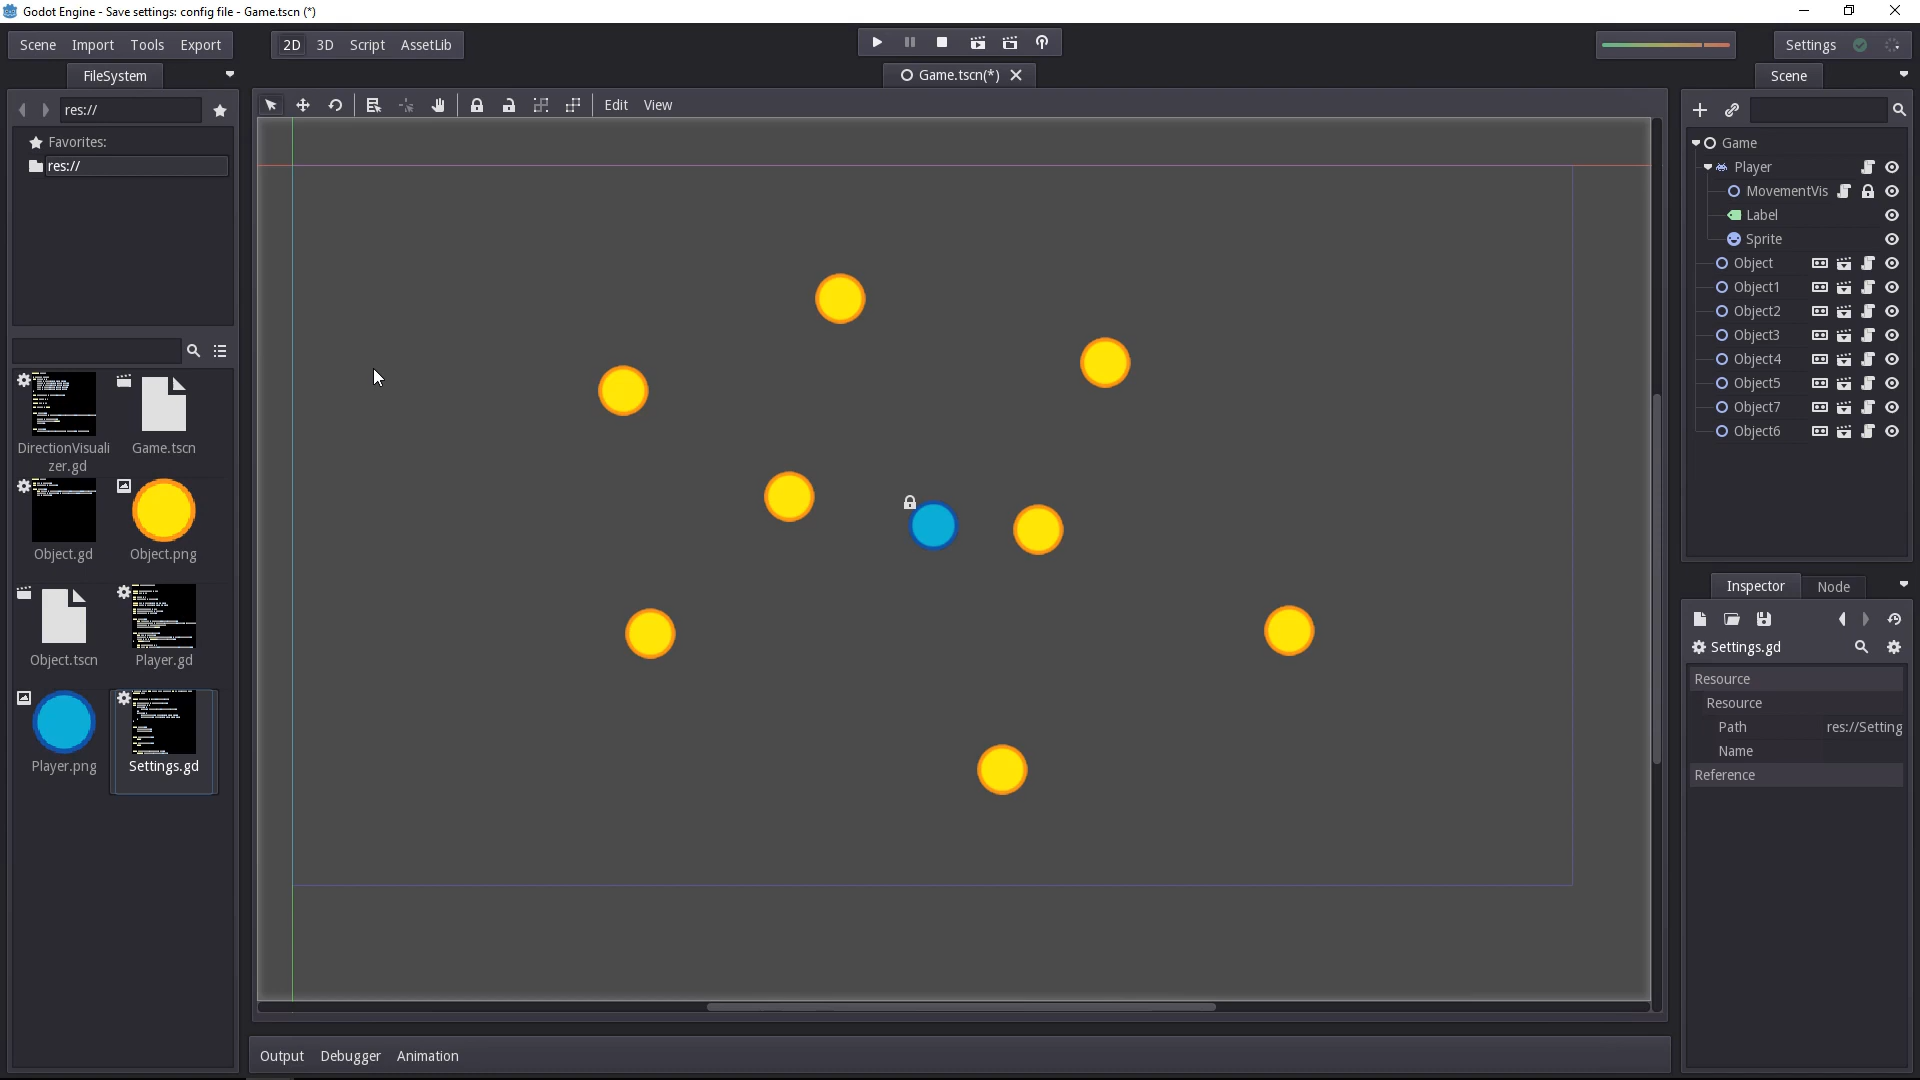 Godot Engine - Save settings: config file - Game.tscn (*)
Scene Import Tools Export
2D 3D Script AssetLib
Settings
FileSystem
Game.tscn(*)
Scene
res://
Edit View
Favorites:
res://
Game
Player
MovementVis
Label
Sprite
Object
Object1
Object2
Object3
Object4
Object5
Object7
Object6
DirectionVisuali
zer.gd
Game.tscn
Object.gd
Object.png
Object.tscn
Player.gd
Player.png
Settings.gd
Inspector Node
Settings.gd
Resource
Resource
Path res://Setting
Name
Reference
Output Debugger Animation